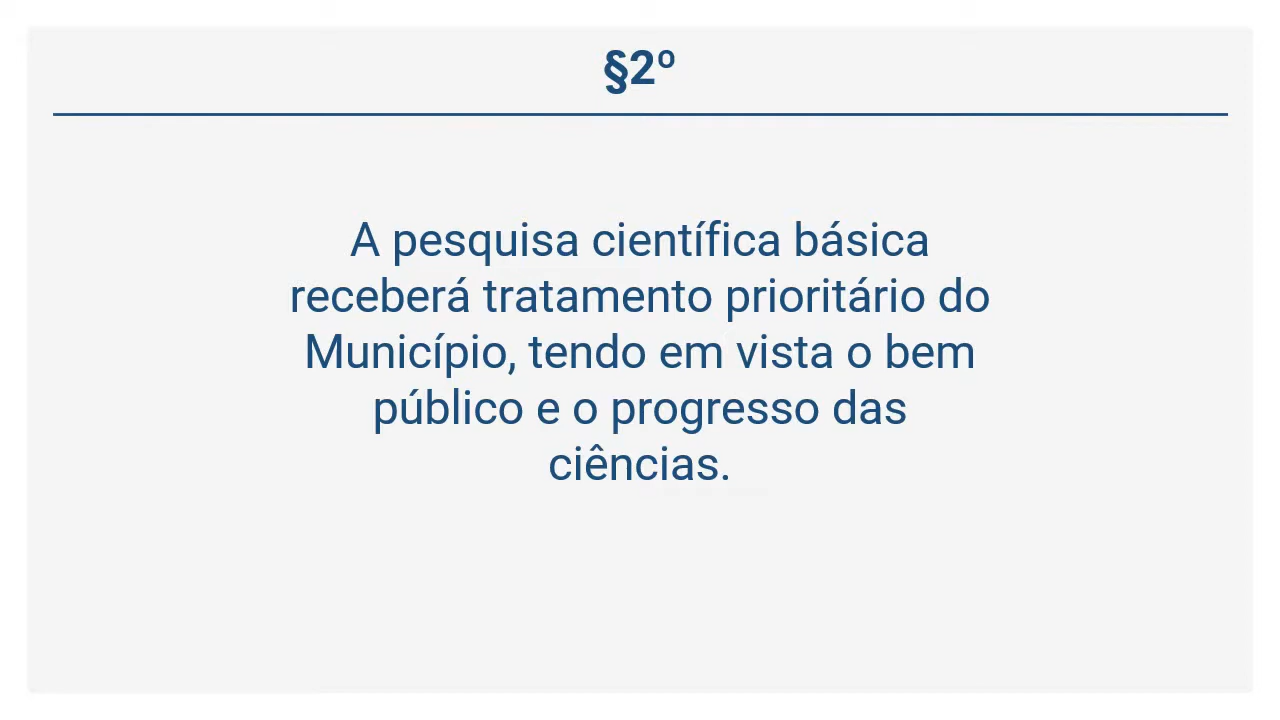 §2º
A pesquisa científica básica
receberá tratamento prioritário do
Município, tendo em vista o bem
público e o progresso das
ciências.